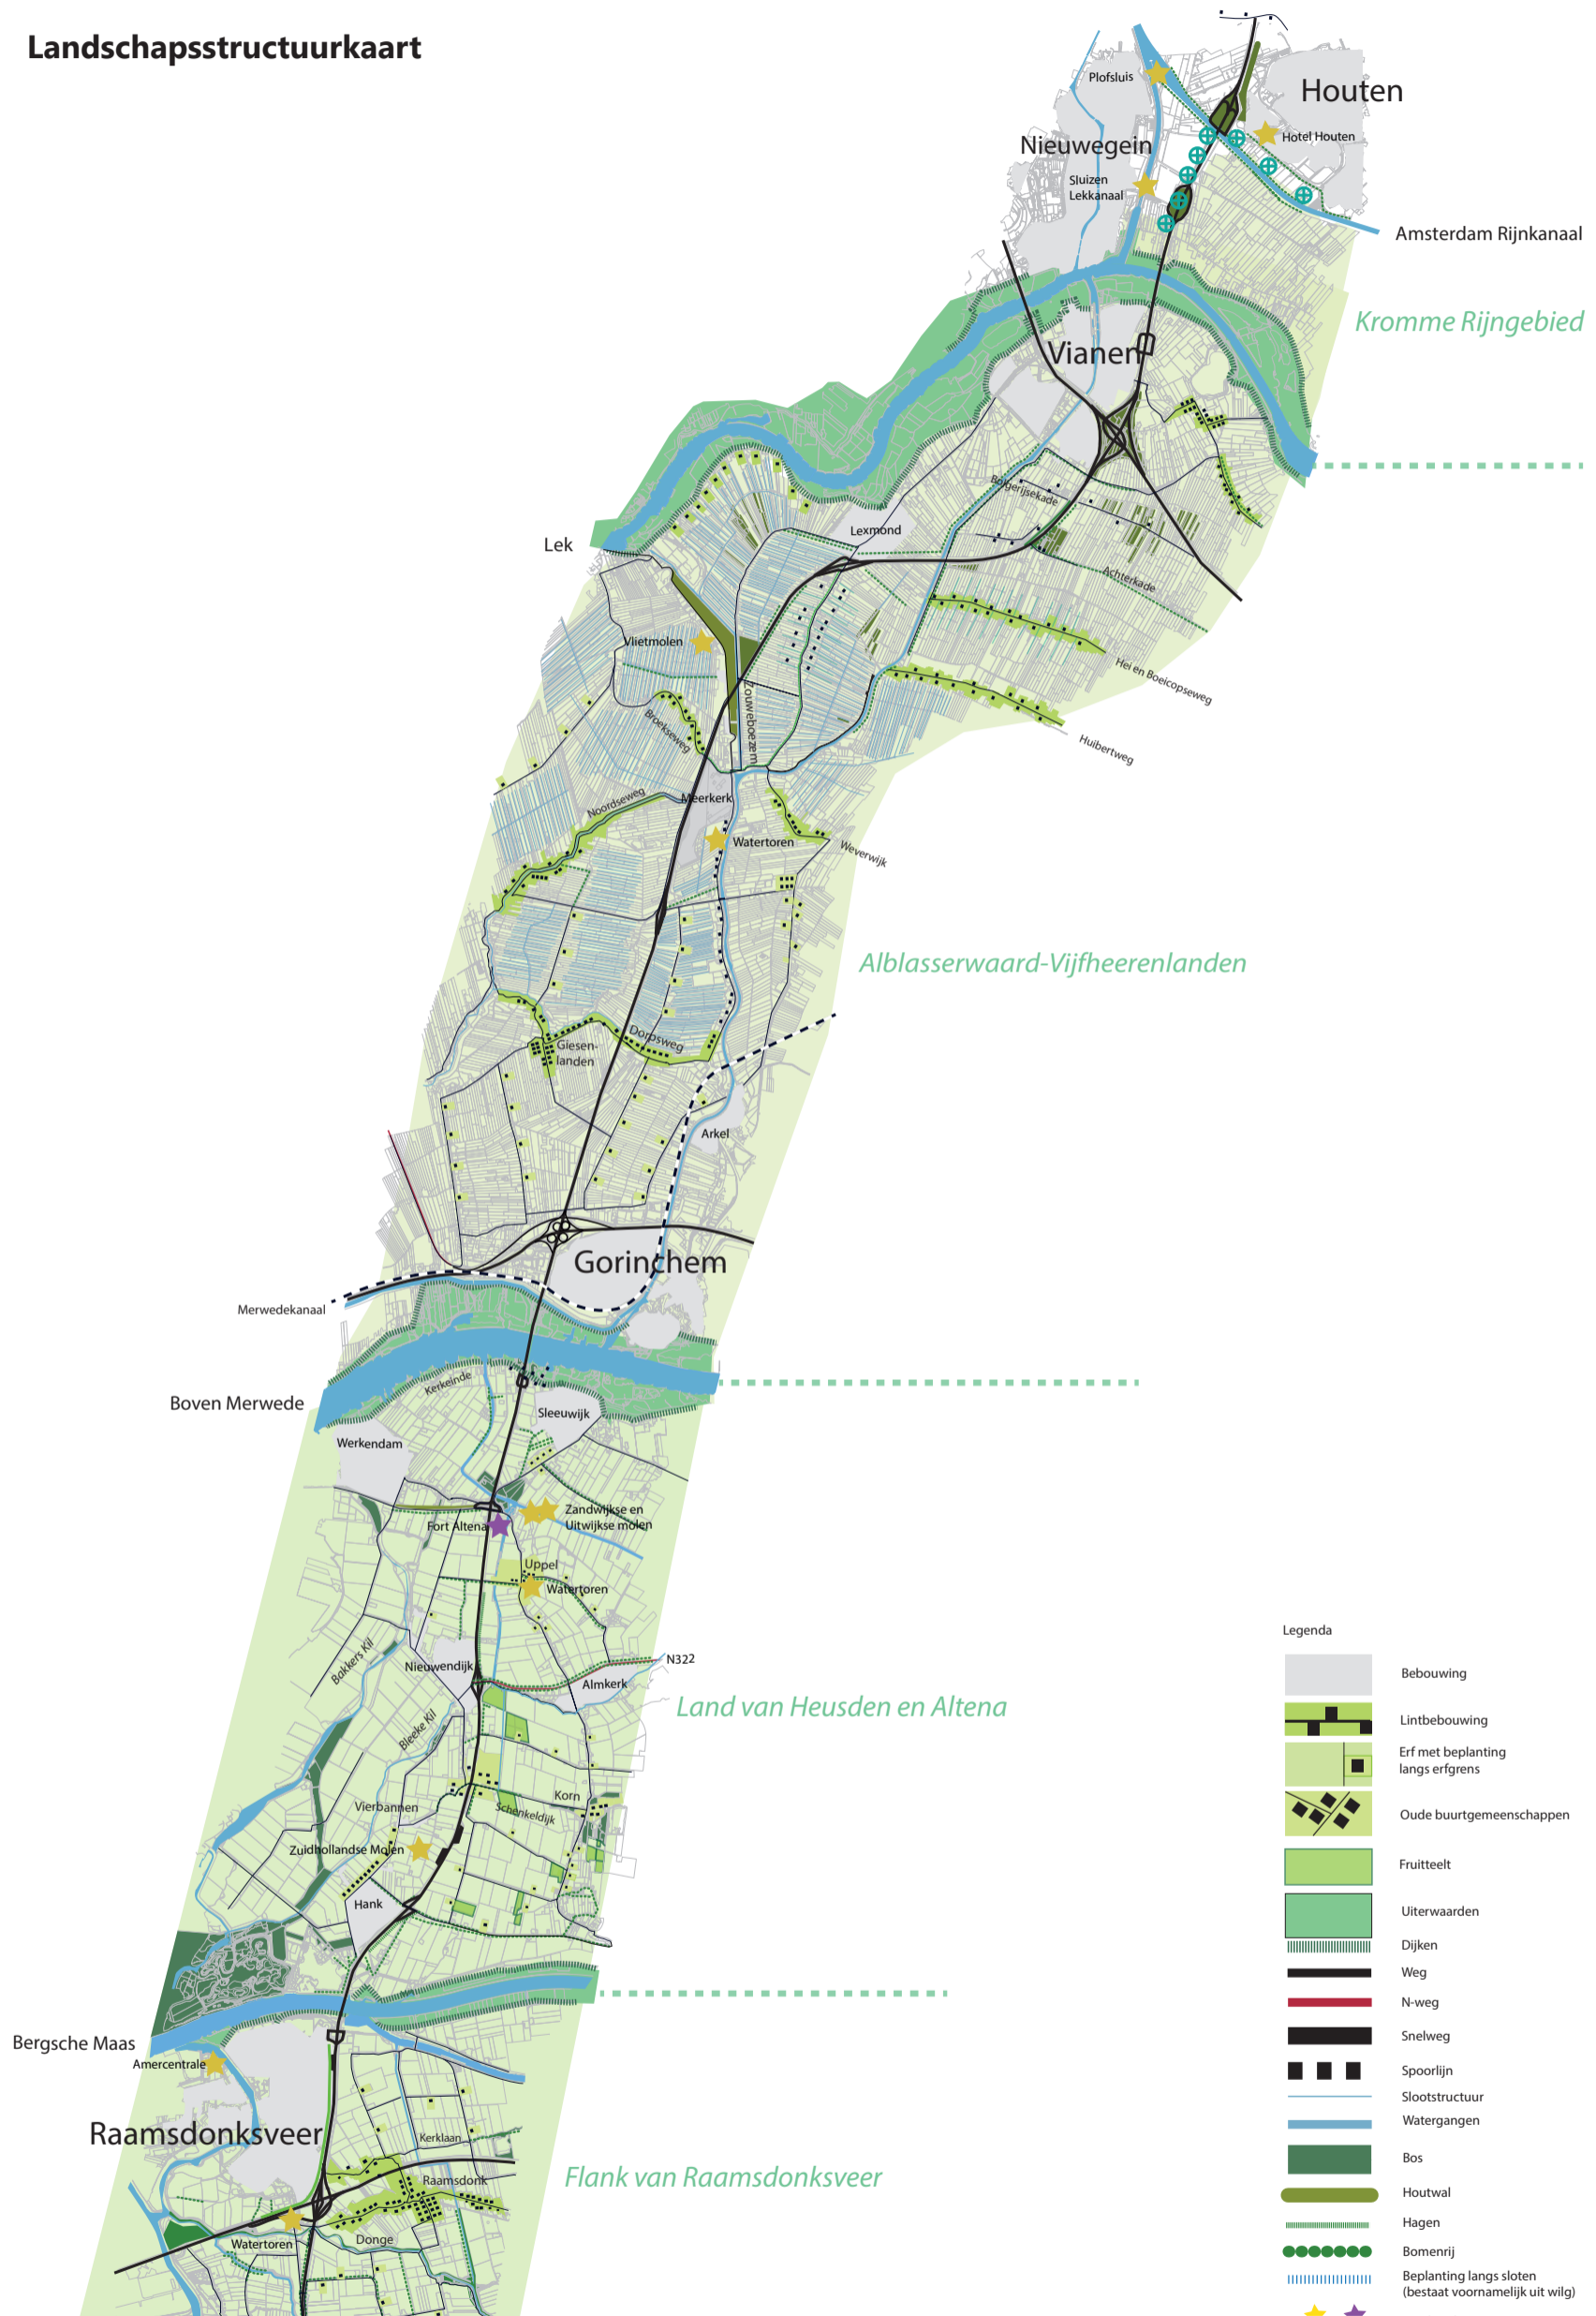 Landschapsstructuurkaart
Houten
Plofsluis
Hotel Houten
Nieuwegein
Sluizen
Lekkanaal
Amsterdam Rijnkanaal
Kromme Rijngebied
Vianen
Bolgerijsekade
Lexmond
Lek
Achterkade
Vlietmolen
Hei en Boeicopseweg
Zouweboezem
Broekseweg
Huibertweg
Noordseweg
Meerkerk
Watertoren
Weverwijk
Alblasserwaard-Vijfheerenlanden
Dorpsweg
Giesen-
landen
Arkel
Gorinchem
Merwedekanaal
Kerkeinde
Boven Merwede
Sleeuwijk
Werkendam
Zandwijkse en
Uitwijkse molen
Fort Altena
Uppel
Watertoren
Bakkers Kil
Nieuwendijk
N322
Almkerk
Land van Heusden en Altena
Bleeke Kil
Korn
Vierbannen
Schenkeldijk
Zuidhollandse Molen
Hank
Bergsche Maas
Amercentrale
Raamsdonksveer
Kerklaan
Flank van Raamsdonksveer
Raamsdonk
Donge
Watertoren
Legenda
Bebouwing
Lintbebouwing
Erf met beplanting
langs erfgrens
Oude buurtgemeenschappen
Fruitteelt
Uiterwaarden
Dijken
Weg
N-weg
Snelweg
Spoorlijn
Slootstructuur
Watergangen
Bos
Houtwal
Hagen
Bomenrij
Beplanting langs sloten
(bestaat voornamelijk uit wilg)